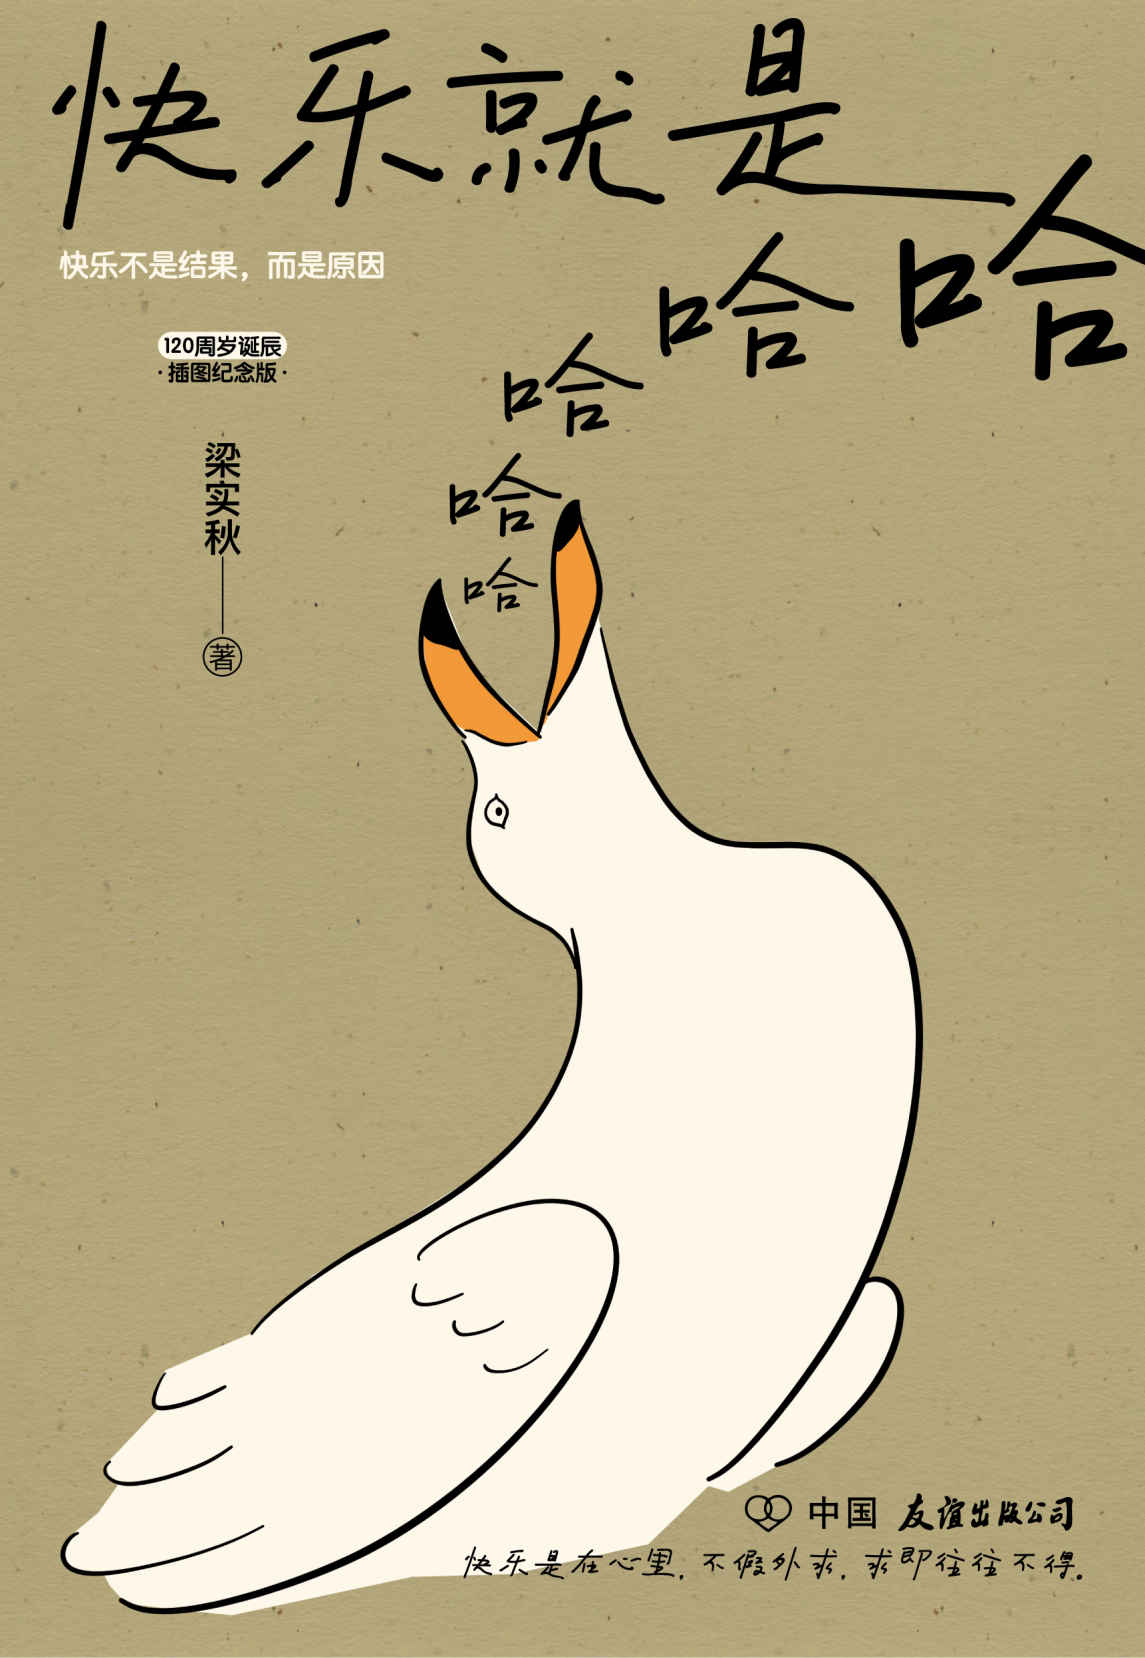 快乐就是
哈
哈
哈
哈
哈
快乐不是结果，而是原因
120周岁诞辰
·插图纪念版·
梁实秋
著
中国 友谊出版公司
快乐是在心里，不假外求，求即往往不得。